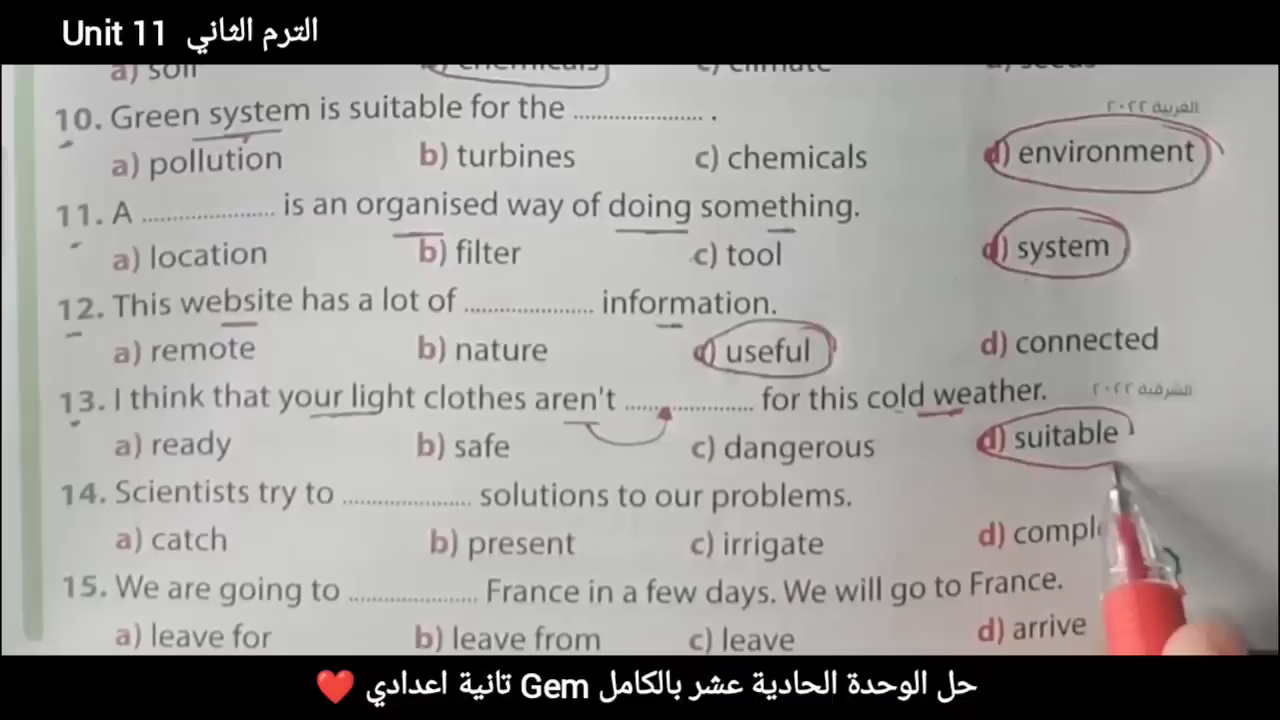 Unit 11 الترم الثاني
a) soil b) chemicals c) climate d) seeds
10. Green system is suitable for the .................... .
الغربية ٢٠٢٢
a) pollution b) turbines c) chemicals d) environment
11. A .................... is an organised way of doing something.
a) location b) filter c) tool d) system
12. This website has a lot of .................... information.
a) remote b) nature c) useful d) connected
13. I think that your light clothes aren't .................... for this cold weather.
الشرقية ٢٠٢٢
a) ready b) safe c) dangerous d) suitable
14. Scientists try to .................... solutions to our problems.
a) catch b) present c) irrigate d)
15. We are going to .................... France in a few days. We will go to France.
a) leave for b) leave from c) leave d) arrive
حل الوحدة الحادية عشر بالكامل Gem تانية اعدادي ❤️